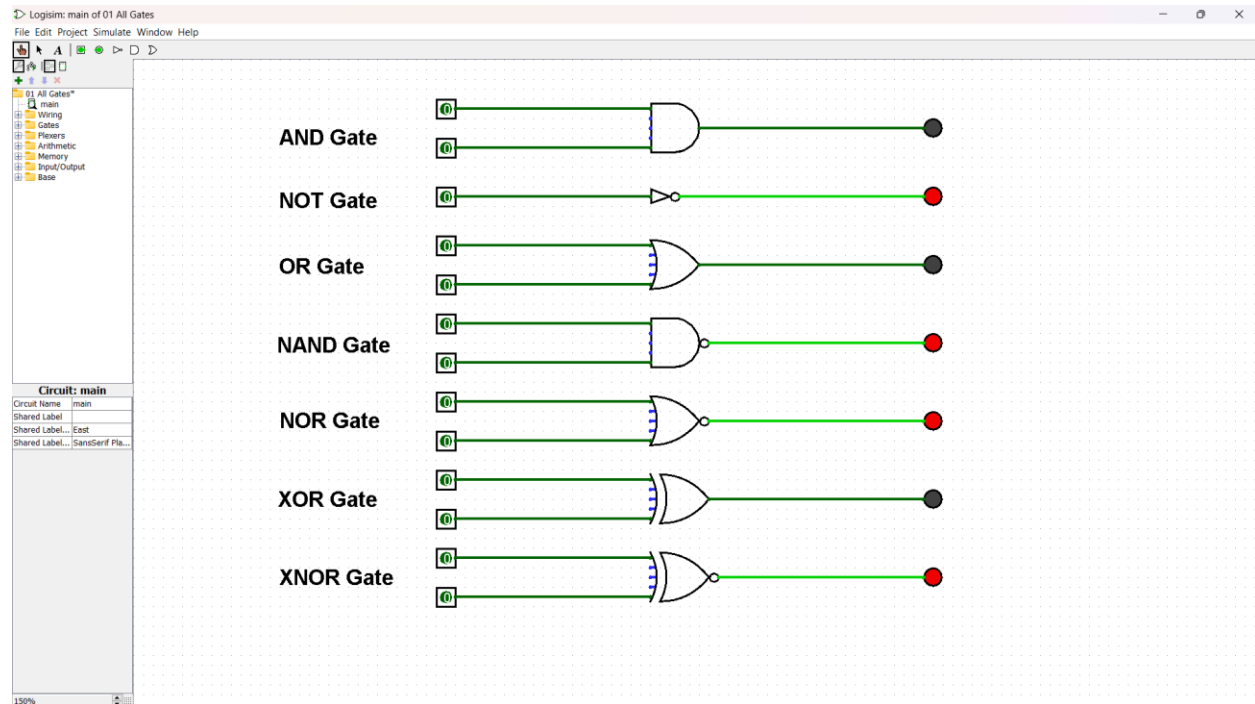 Logisim: main of 01 All Gates
File Edit Project Simulate Window Help
A
01 All Gates*
main
Wiring
Gates
Plexers
Arithmetic
Memory
Input/Output
Base
Circuit: main
Circuit Name main
Shared Label
Shared Label... East
Shared Label... SansSerif Pla...
150%
0
AND Gate
0
NOT Gate 0
0
OR Gate
0
0
NAND Gate
0
0
NOR Gate
0
0
XOR Gate
0
0
XNOR Gate
0